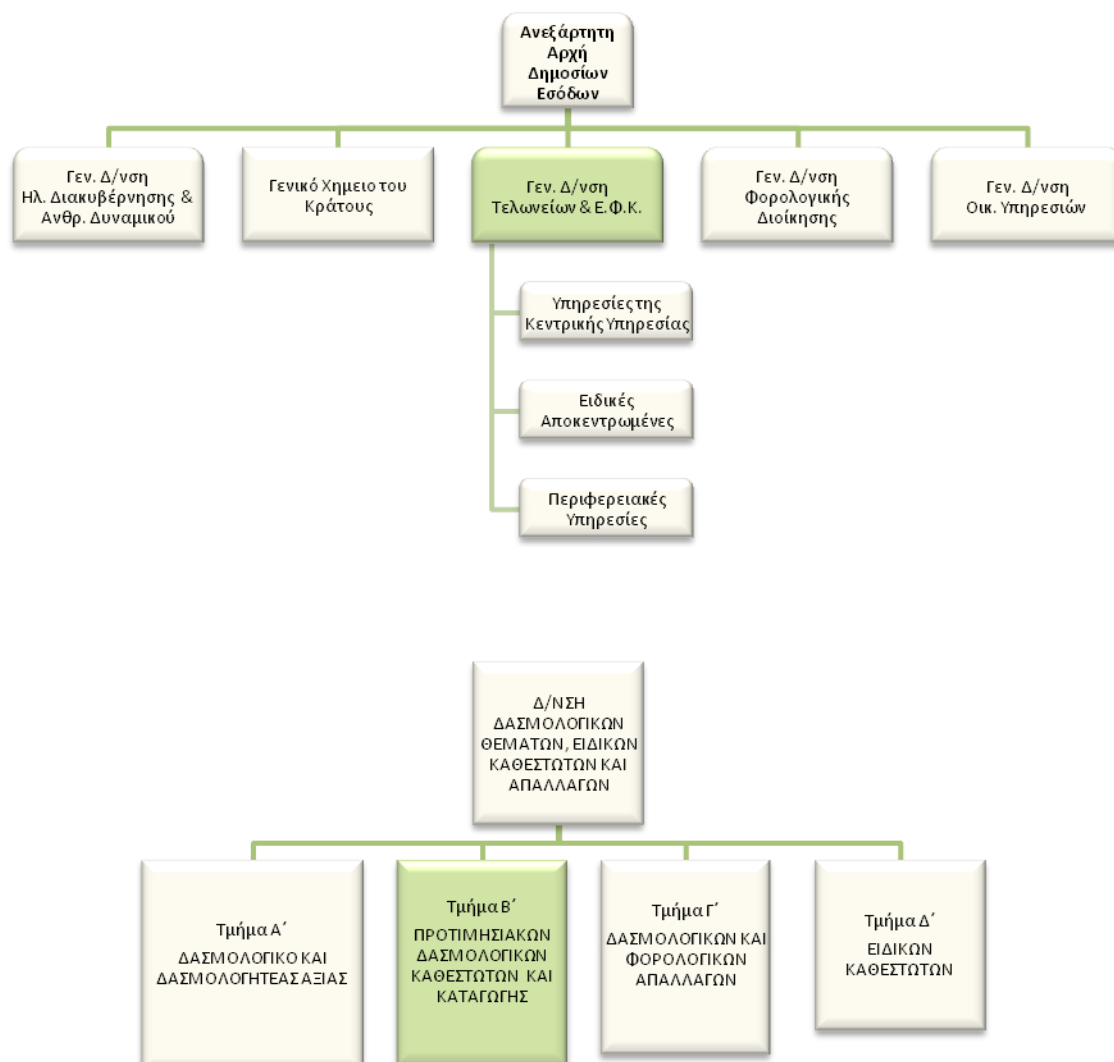 Ανεξάρτητη
Αρχή
Δημοσίων
Εσόδων
Γεν. Δ/νση
Ηλ. Διακυβέρνησης &
Ανθρ. Δυναμικού
Γενικό Χημειο του
Κράτους
Γεν. Δ/νση
Τελωνείων & Ε.Φ.Κ.
Γεν. Δ/νση
Φορολογικής
Διοίκησης
Γεν. Δ/νση
Οικ. Υπηρεσιών
Υπηρεσίες της
Κεντρικής Υπηρεσίας
Ειδικές
Αποκεντρωμένες
Περιφερειακές
Υπηρεσίες
Δ/ΝΣΗ
ΔΑΣΜΟΛΟΓΙΚΩΝ
ΘΕΜΑΤΩΝ, ΕΙΔΙΚΩΝ
ΚΑΘΕΣΤΩΤΩΝ ΚΑΙ
ΑΠΑΛΛΑΓΩΝ
Τμήμα Α΄
ΔΑΣΜΟΛΟΓΙΚΟ ΚΑΙ
ΔΑΣΜΟΛΟΓΗΤΕΑΣ ΑΞΙΑΣ
Τμήμα Β΄
ΠΡΟΤΙΜΗΣΙΑΚΩΝ
ΔΑΣΜΟΛΟΓΙΚΩΝ
ΚΑΘΕΣΤΩΤΩΝ ΚΑΙ
ΚΑΤΑΓΩΓΗΣ
Τμήμα Γ΄
ΔΑΣΜΟΛΟΓΙΚΩΝ ΚΑΙ
ΦΟΡΟΛΟΓΙΚΩΝ
ΑΠΑΛΛΑΓΩΝ
Τμήμα Δ΄
ΕΙΔΙΚΩΝ
ΚΑΘΕΣΤΩΤΩΝ